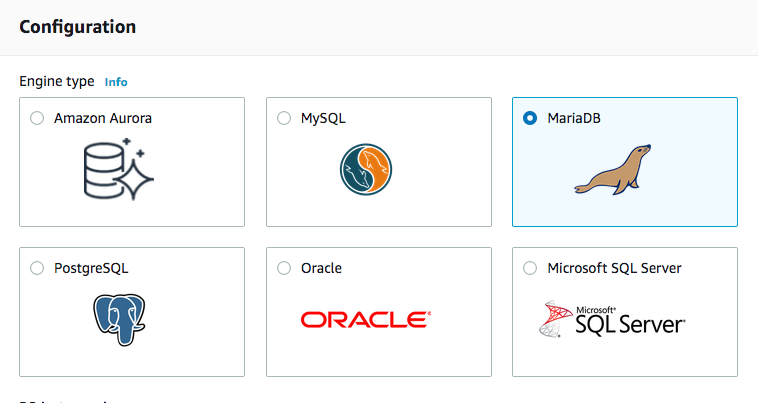 Configuration
Engine type Info
Amazon Aurora
MySQL
MariaDB
PostgreSQL
Oracle
Microsoft SQL Server
ORACLE®
Microsoft®
SQL Server®